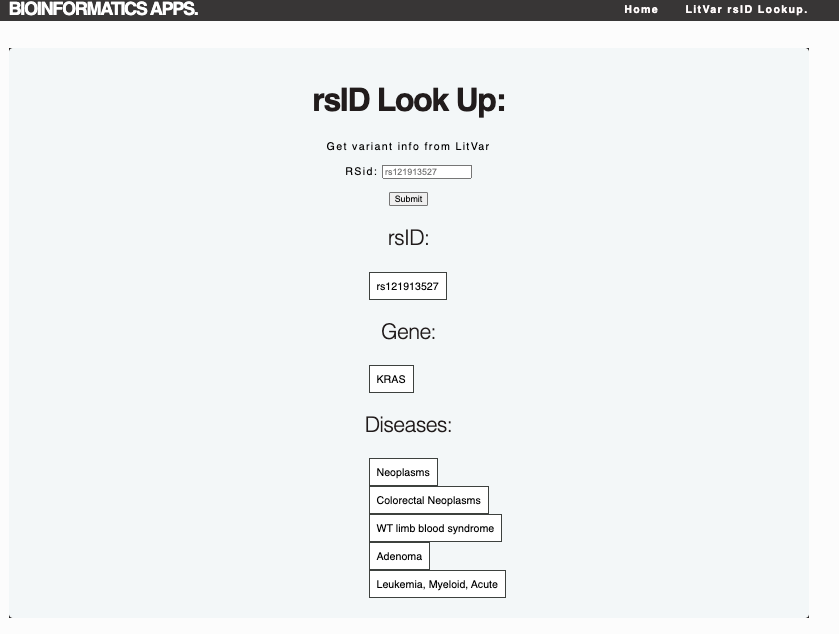 BIOINFORMATICS APPS.
Home LitVar rsID Lookup.
rsID Look Up:
Get variant info from LitVar
RSid: rs121913527
Submit
rsID:
rs121913527
Gene:
KRAS
Diseases:
Neoplasms
Colorectal Neoplasms
WT limb blood syndrome
Adenoma
Leukemia, Myeloid, Acute